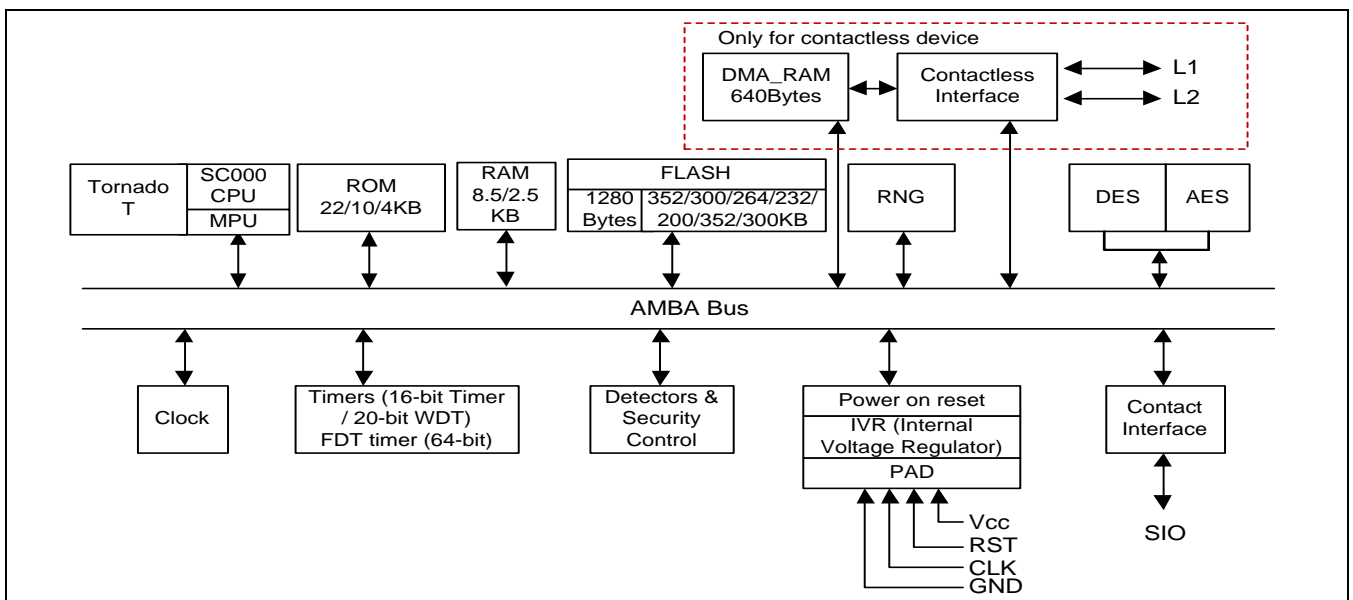 Only for contactless device
DMA_RAM
640Bytes
Contactless
Interface
L1
L2
Tornado
T
SC000
CPU
MPU
ROM
22/10/4KB
RAM
8.5/2.5
KB
FLASH
1280
Bytes
352/300/264/232/
200/352/300KB
RNG
DES
AES
AMBA Bus
Clock
Timers (16-bit Timer
/ 20-bit WDT)
FDT timer (64-bit)
Detectors &
Security
Control
Power on reset
IVR (Internal
Voltage Regulator)
PAD
Vcc
RST
CLK
GND
Contact
Interface
SIO